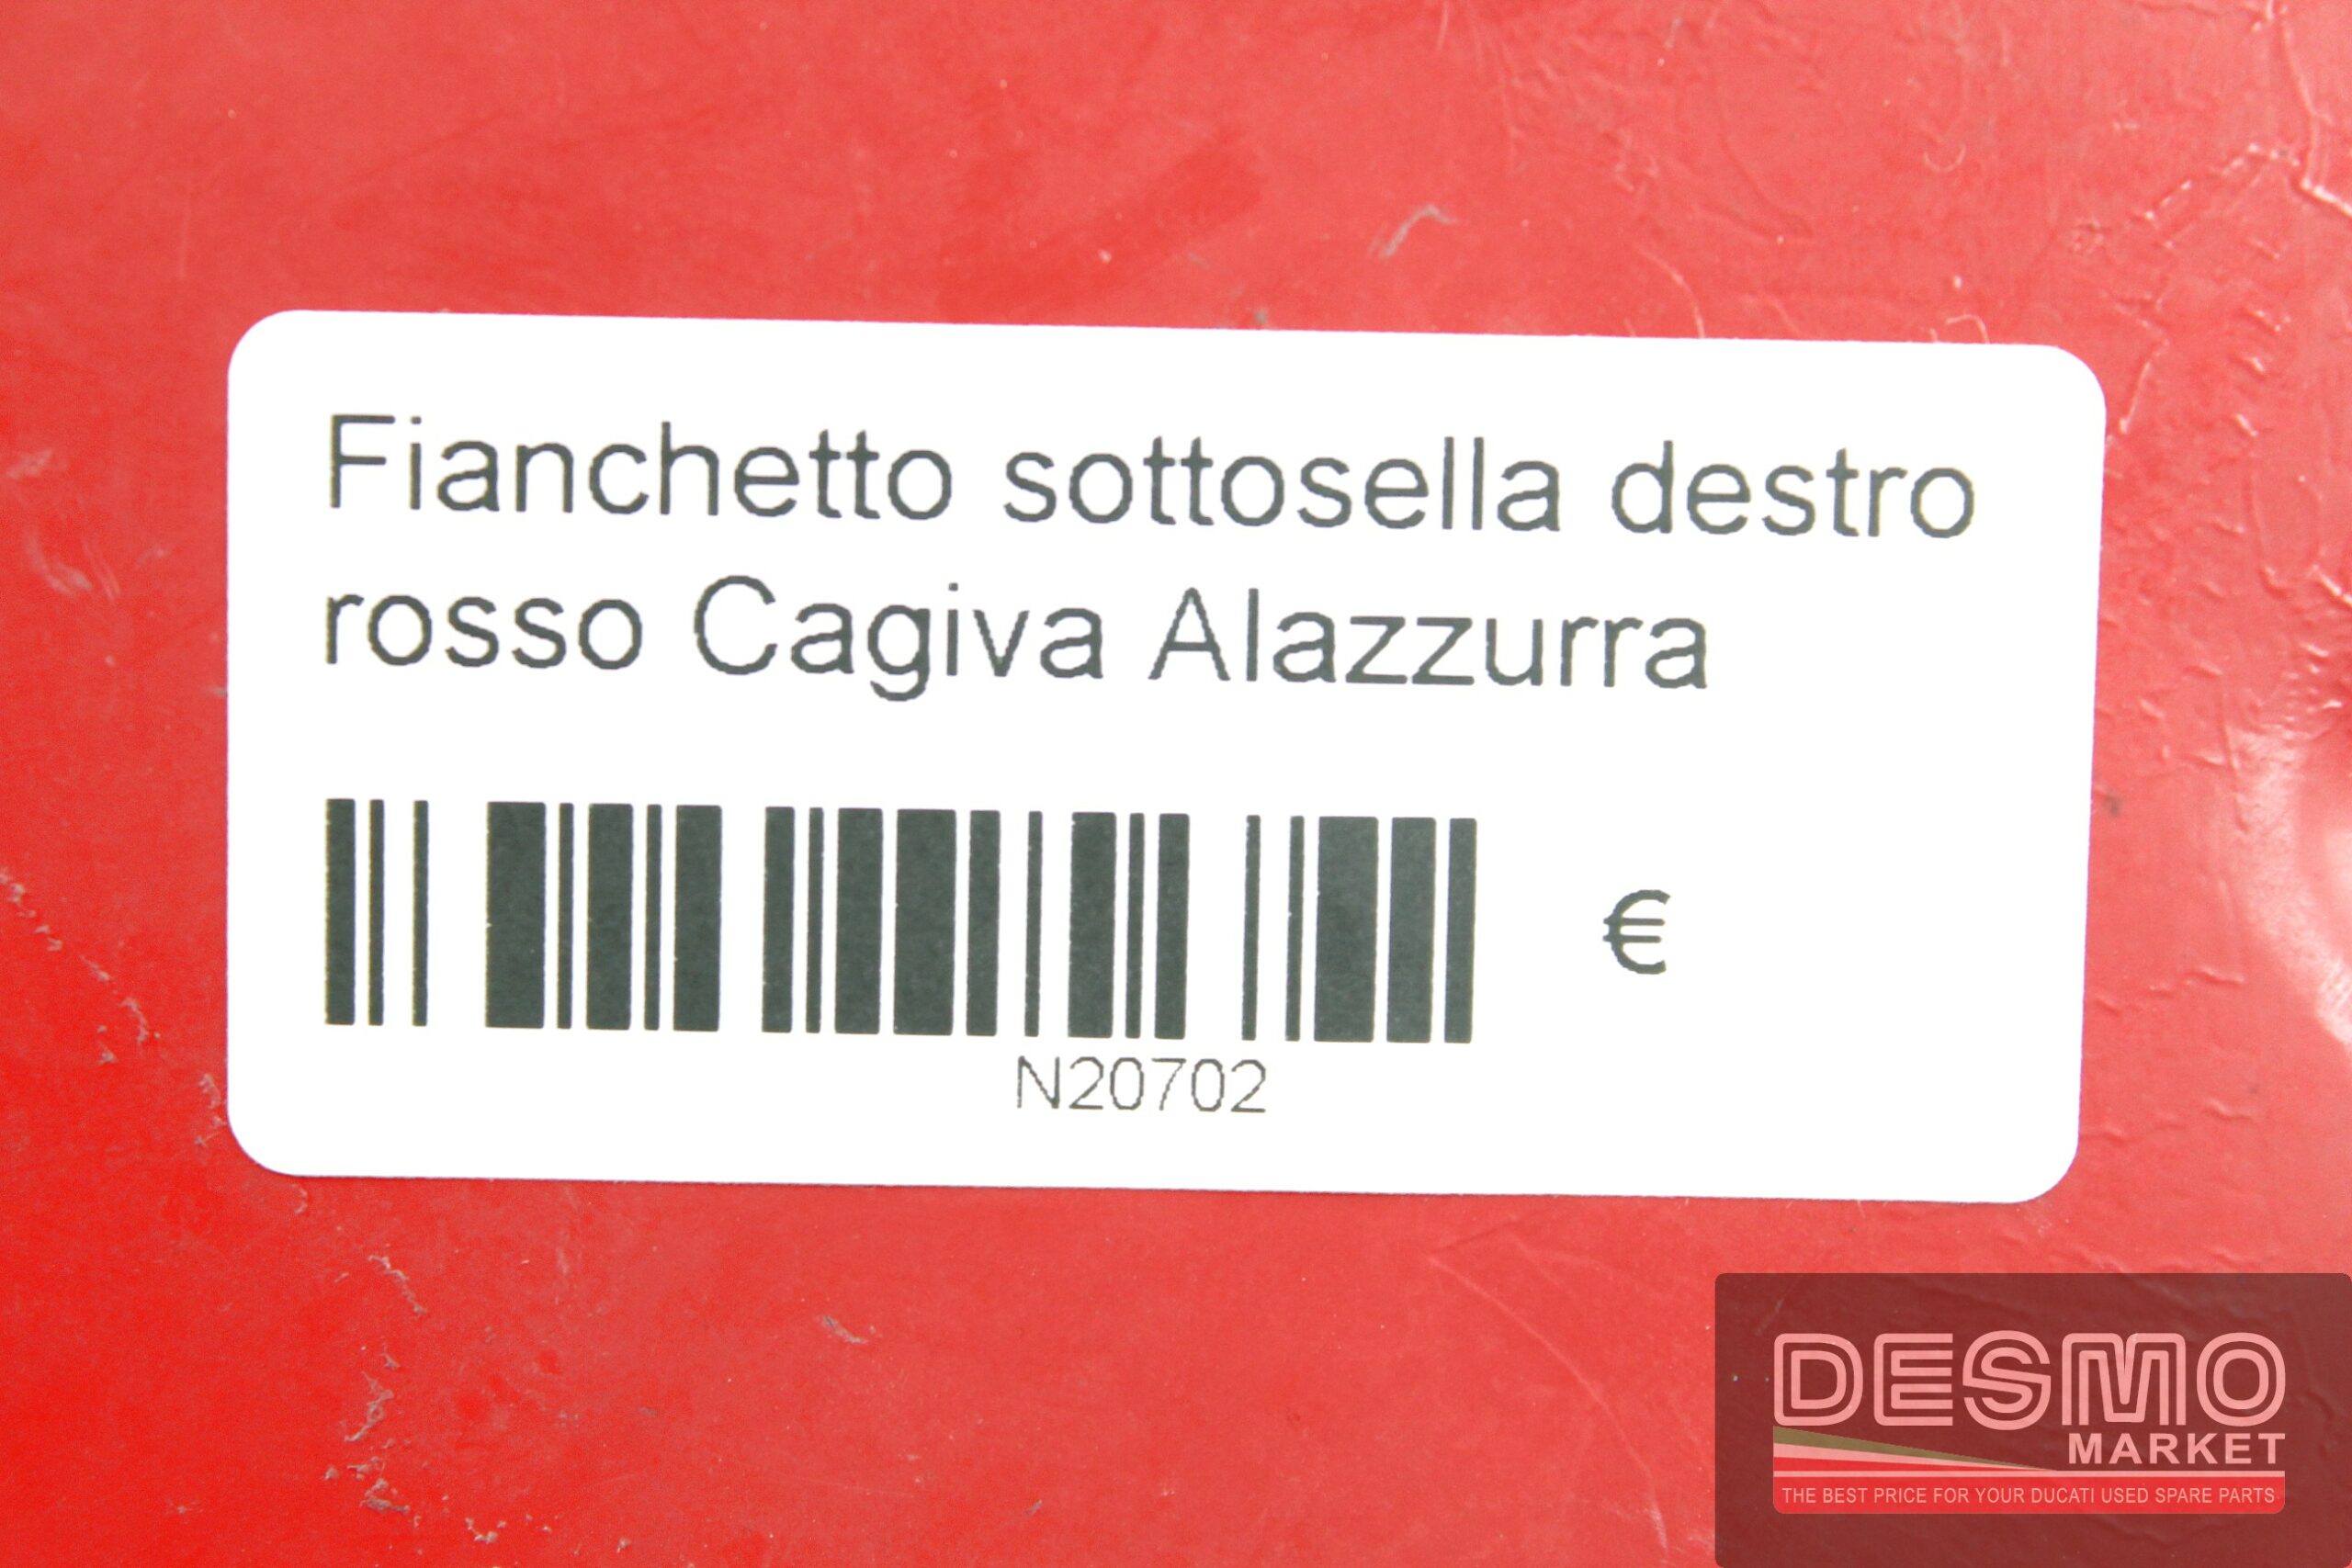 Fianchetto sottosella destro
rosso Cagiva Alazzurra
€
N20702
DESMO
MARKET
THE BEST PRICE FOR YOUR DUCATI USED SPARE PARTS